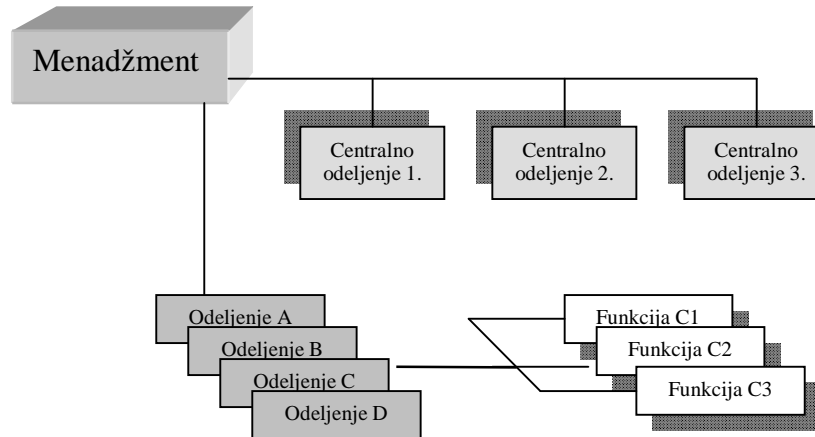 Menadžment
Centralno
odeljenje 1.
Centralno
odeljenje 2.
Centralno
odeljenje 3.
Odeljenje A
Odeljenje B
Odeljenje C
Odeljenje D
Funkcija C1
Funkcija C2
Funkcija C3